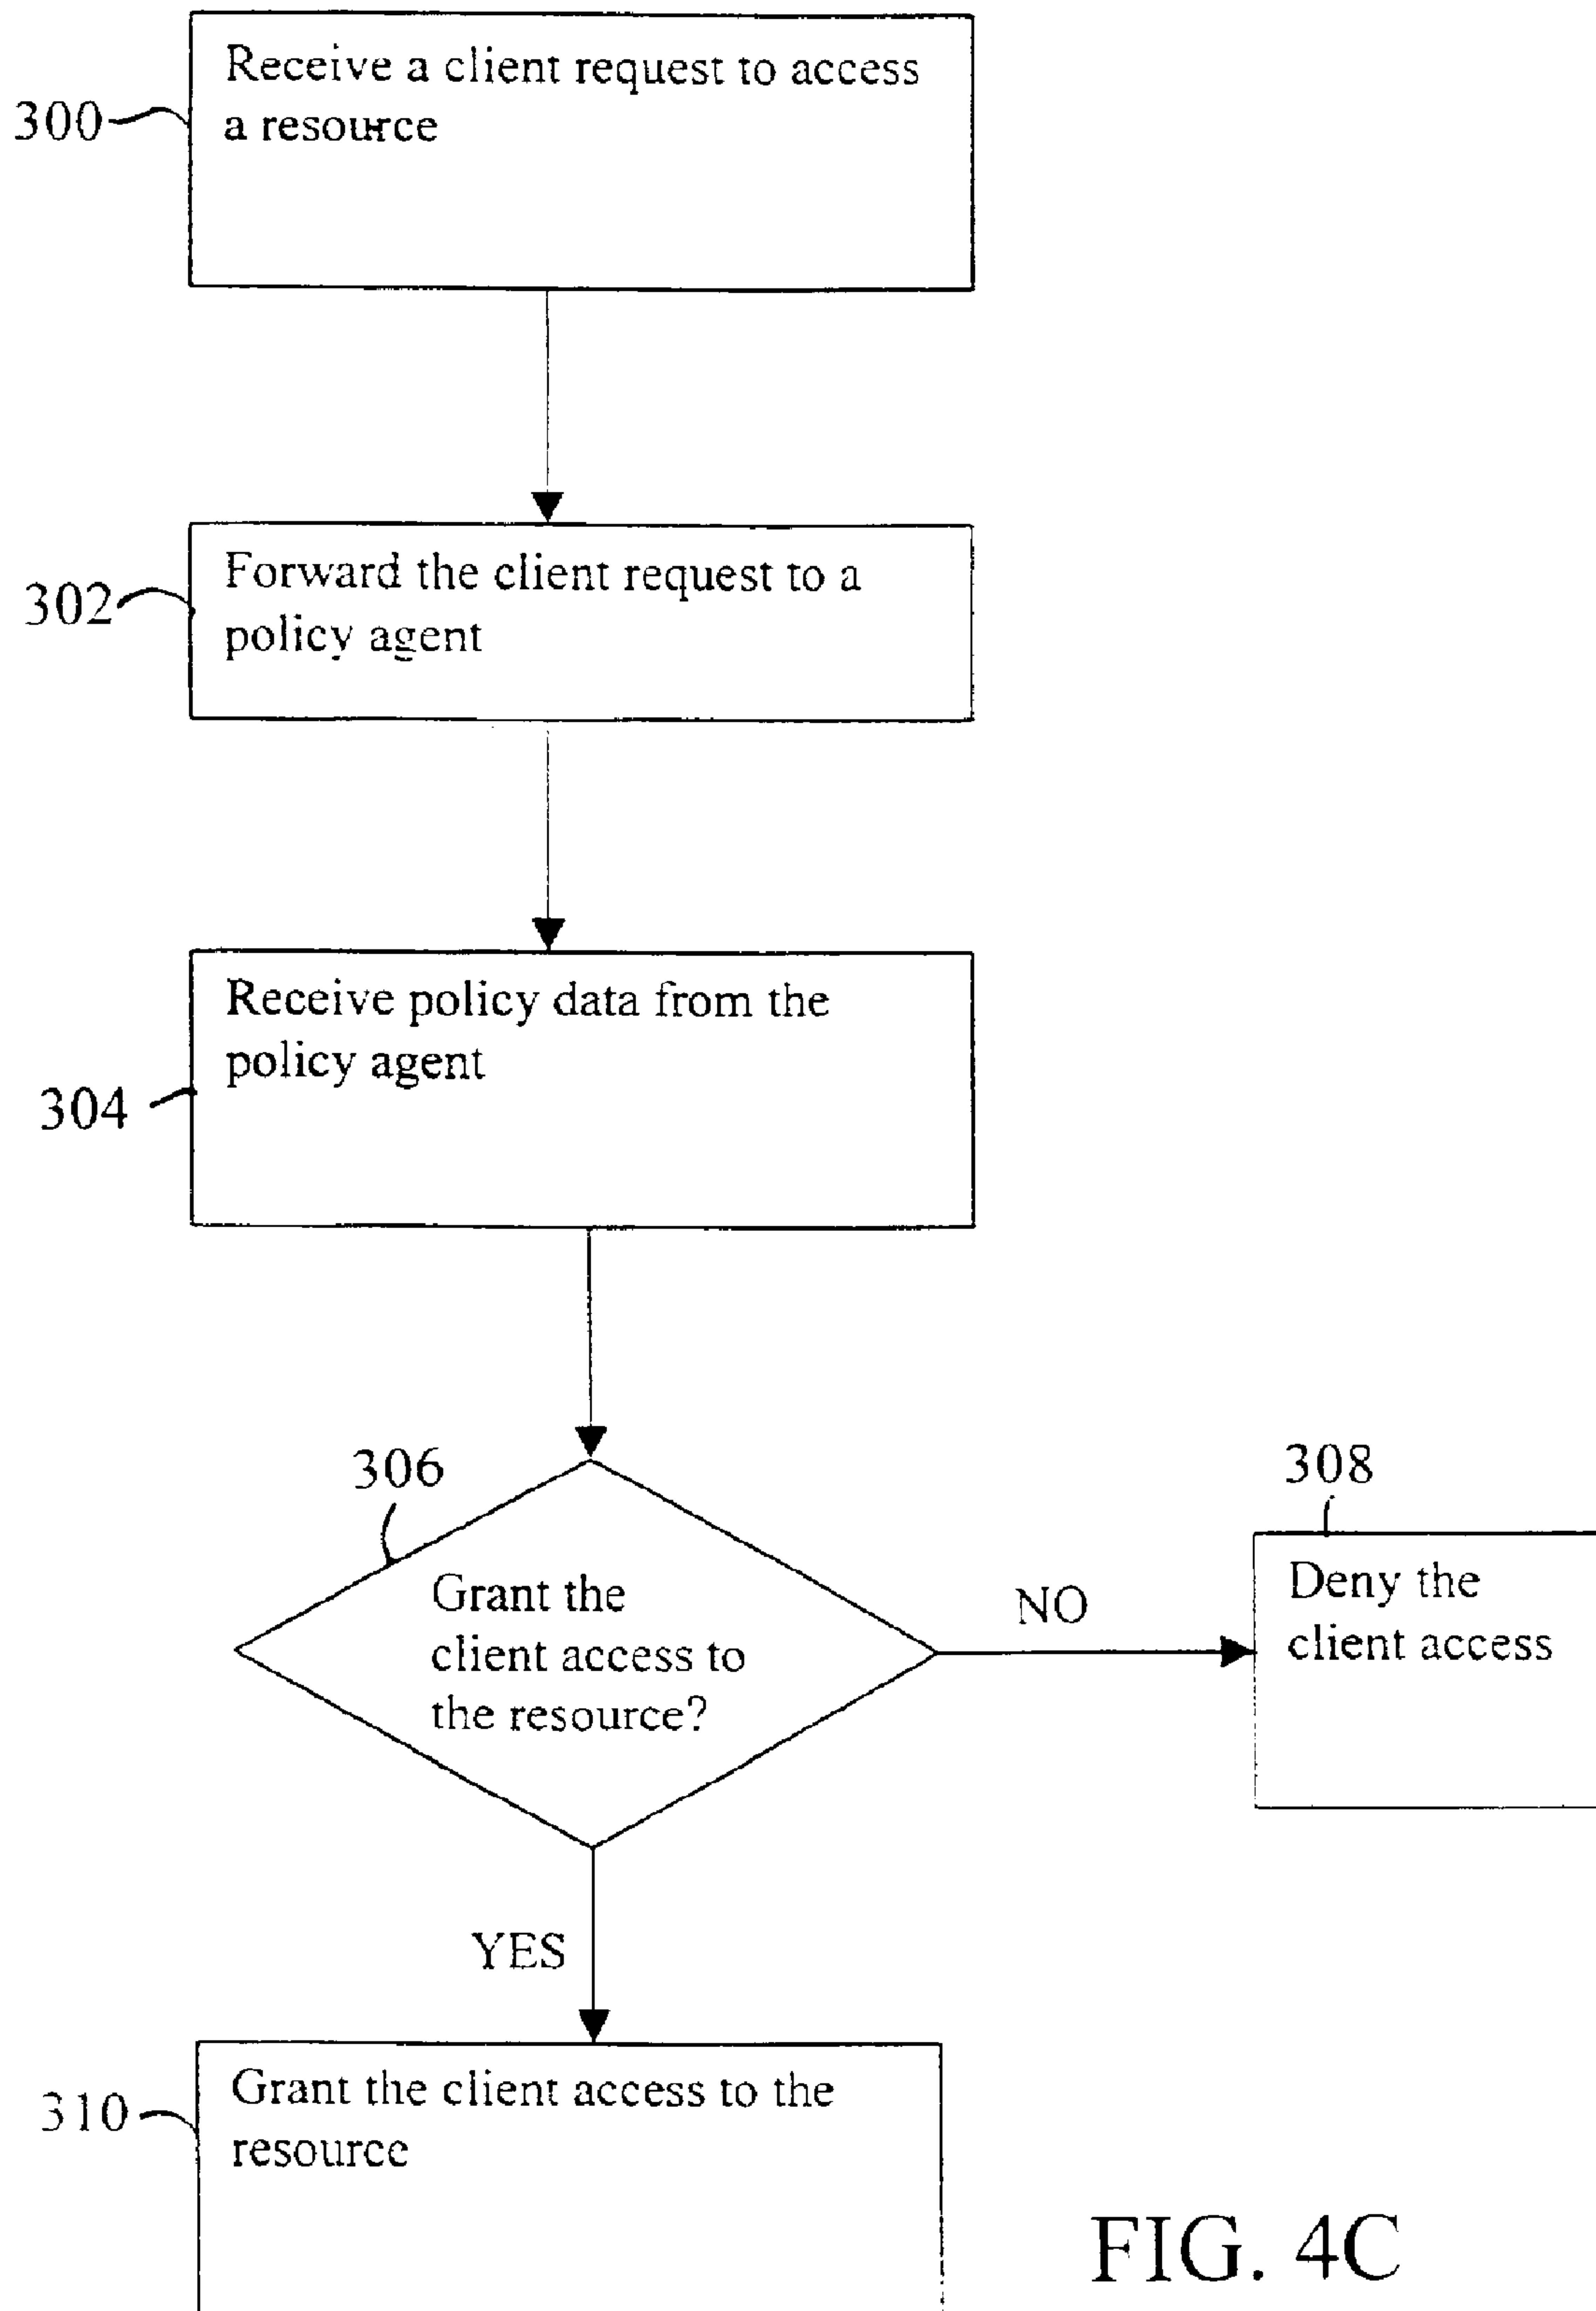 Receive a client request to access
a resource
300
Forward the client request to a
policy agent
302
Receive policy data from the
policy agent
304
306
Grant the
client access to
the resource?
NO
308
Deny the
client access
YES
310
Grant the client access to the
resource
FIG. 4C